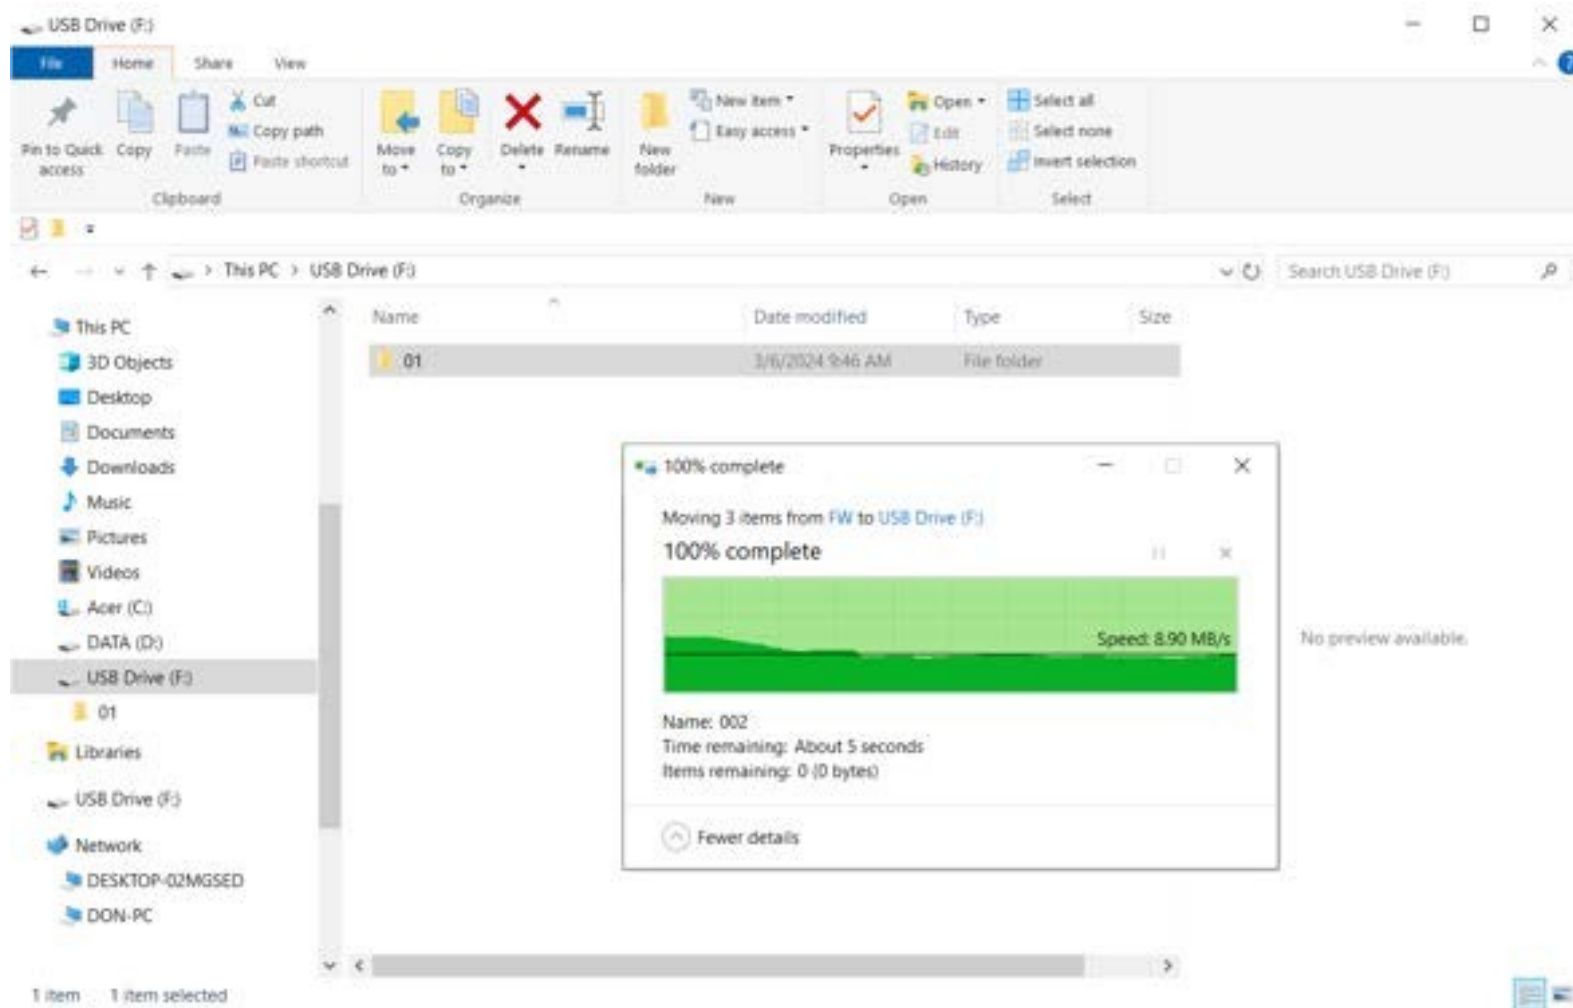 USB Drive (F:)
File Home Share View
Pin to Quick access
Copy
Paste
Cut
Copy path
Paste shortcut
Clipboard
Move to
Copy to
Delete
Rename
Organize
New folder
New item
Easy access
New
Properties
Open
Edit
History
Open
Select all
Select none
Invert selection
Select
This PC > USB Drive (F:)
Search USB Drive (F:)
This PC
3D Objects
Desktop
Documents
Downloads
Music
Pictures
Videos
Acer (C:)
DATA (D:)
USB Drive (F:)
01
Libraries
USB Drive (F:)
Network
DESKTOP-02MGSED
DON-PC
Name Date modified Type Size
01 3/6/2024 9:46 AM File folder
100% complete
Moving 3 items from FW to USB Drive (F:)
100% complete
Speed: 8.90 MB/s
Name: 002
Time remaining: About 5 seconds
Items remaining: 0 (0 bytes)
Fewer details
No preview available.
1 item 1 item selected